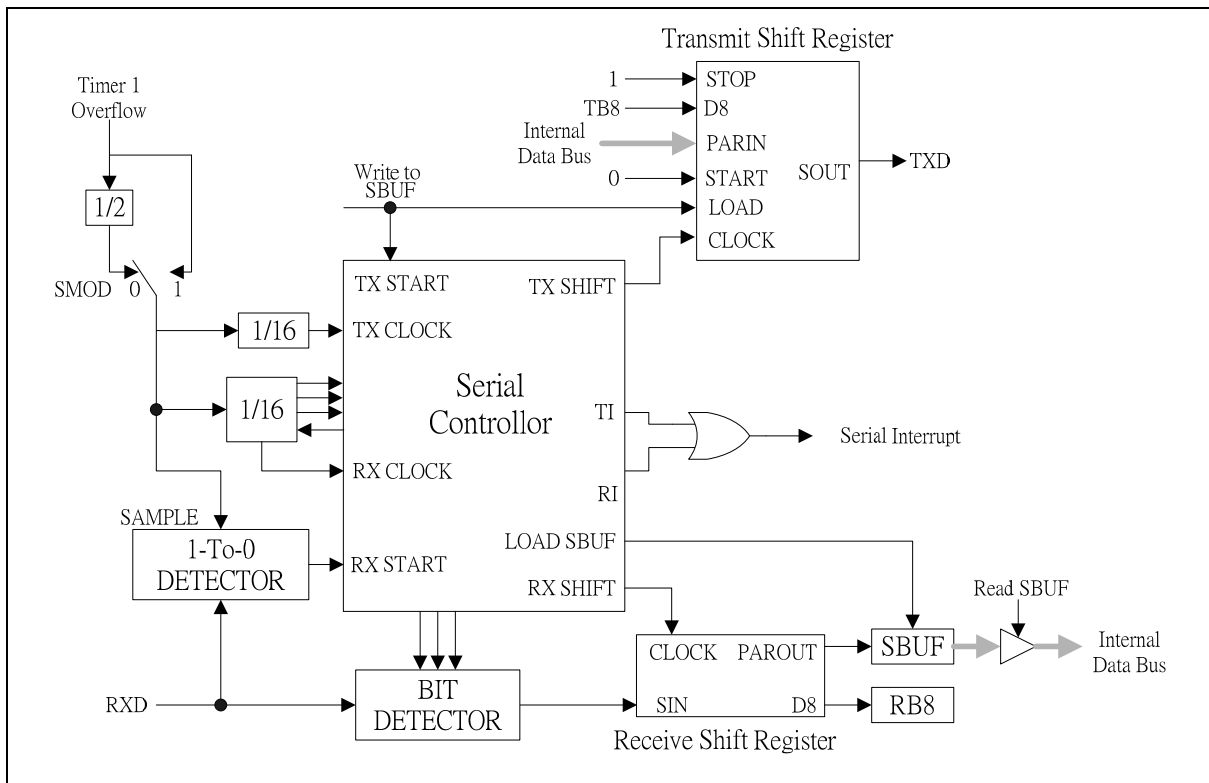 Transmit Shift Register
Timer 1
Overflow
1
STOP
TB8
D8
Internal
Data Bus
PARIN
SOUT
TXD
0
START
Write to
SBUF
LOAD
CLOCK
1/2
SMOD
0
1
TX START
TX SHIFT
1/16
TX CLOCK
1/16
Serial
Controllor
TI
Serial Interrupt
RX CLOCK
RI
SAMPLE
1-To-0
DETECTOR
RX START
LOAD SBUF
RX SHIFT
Read SBUF
CLOCK
PAROUT
SBUF
Internal
Data Bus
RXD
BIT
DETECTOR
SIN
D8
RB8
Receive Shift Register